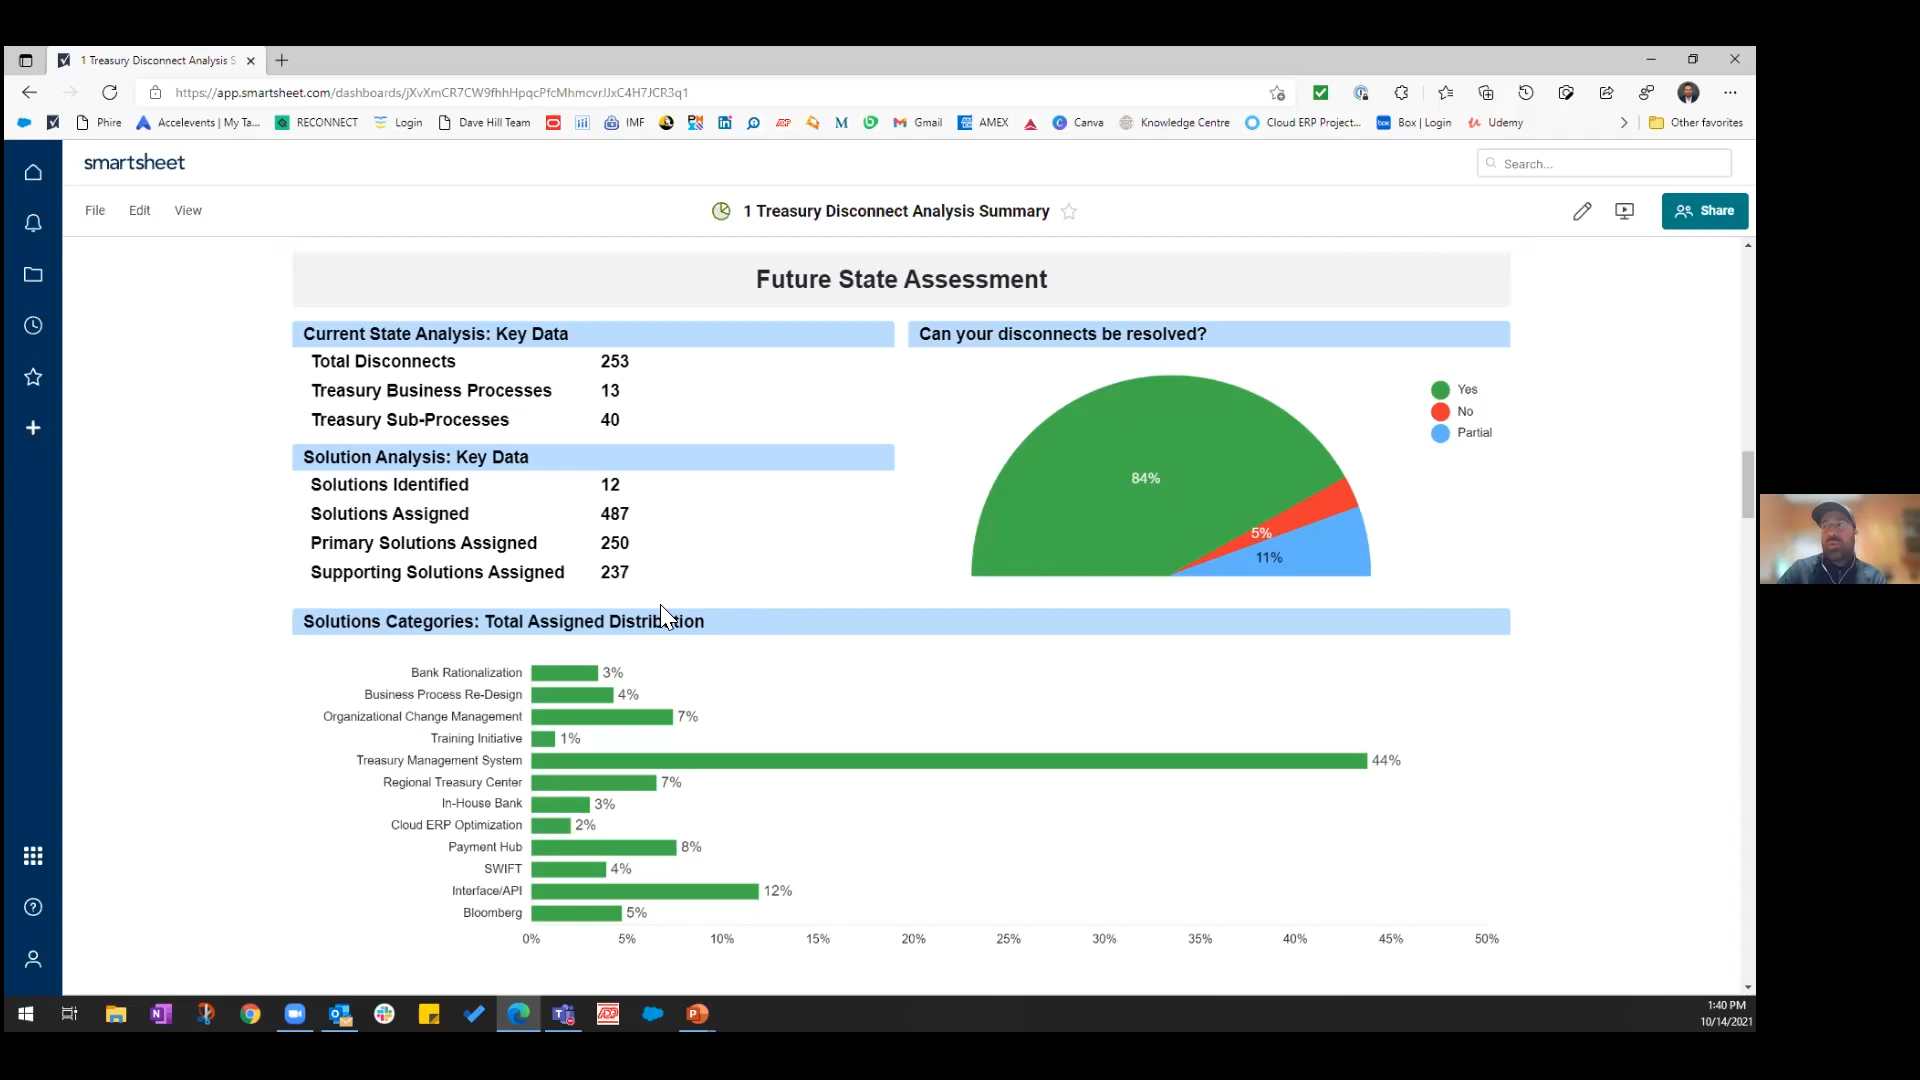 1 Treasury Disconnect Analysis S
https://app.smartsheet.com/dashboards/jXvXmCR7CW9fhhHpqcPfcMhmcvrJJxC4H7JCR3q1
Phire
Accelevents | My Ta...
RECONNECT
Login
Dave Hill Team
IMF
Gmail
AMEX
Canva
Knowledge Centre
Cloud ERP Project...
Box | Login
Udemy
Other favorites
smartsheet
Search...
File Edit View
1 Treasury Disconnect Analysis Summary
Share
Future State Assessment
Current State Analysis: Key Data
Total Disconnects 253
Treasury Business Processes 13
Treasury Sub-Processes 40
Solution Analysis: Key Data
Solutions Identified 12
Solutions Assigned 487
Primary Solutions Assigned 250
Supporting Solutions Assigned 237
Can your disconnects be resolved?
84%
5%
11%
Yes
No
Partial
Solutions Categories: Total Assigned Distribution
Bank Rationalization 3%
Business Process Re-Design 4%
Organizational Change Management 7%
Training Initiative 1%
Treasury Management System 44%
Regional Treasury Center 7%
In-House Bank 3%
Cloud ERP Optimization 2%
Payment Hub 8%
SWIFT 4%
Interface/API 12%
Bloomberg 5%
0% 5% 10% 15% 20% 25% 30% 35% 40% 45% 50%
1:40 PM
10/14/2021